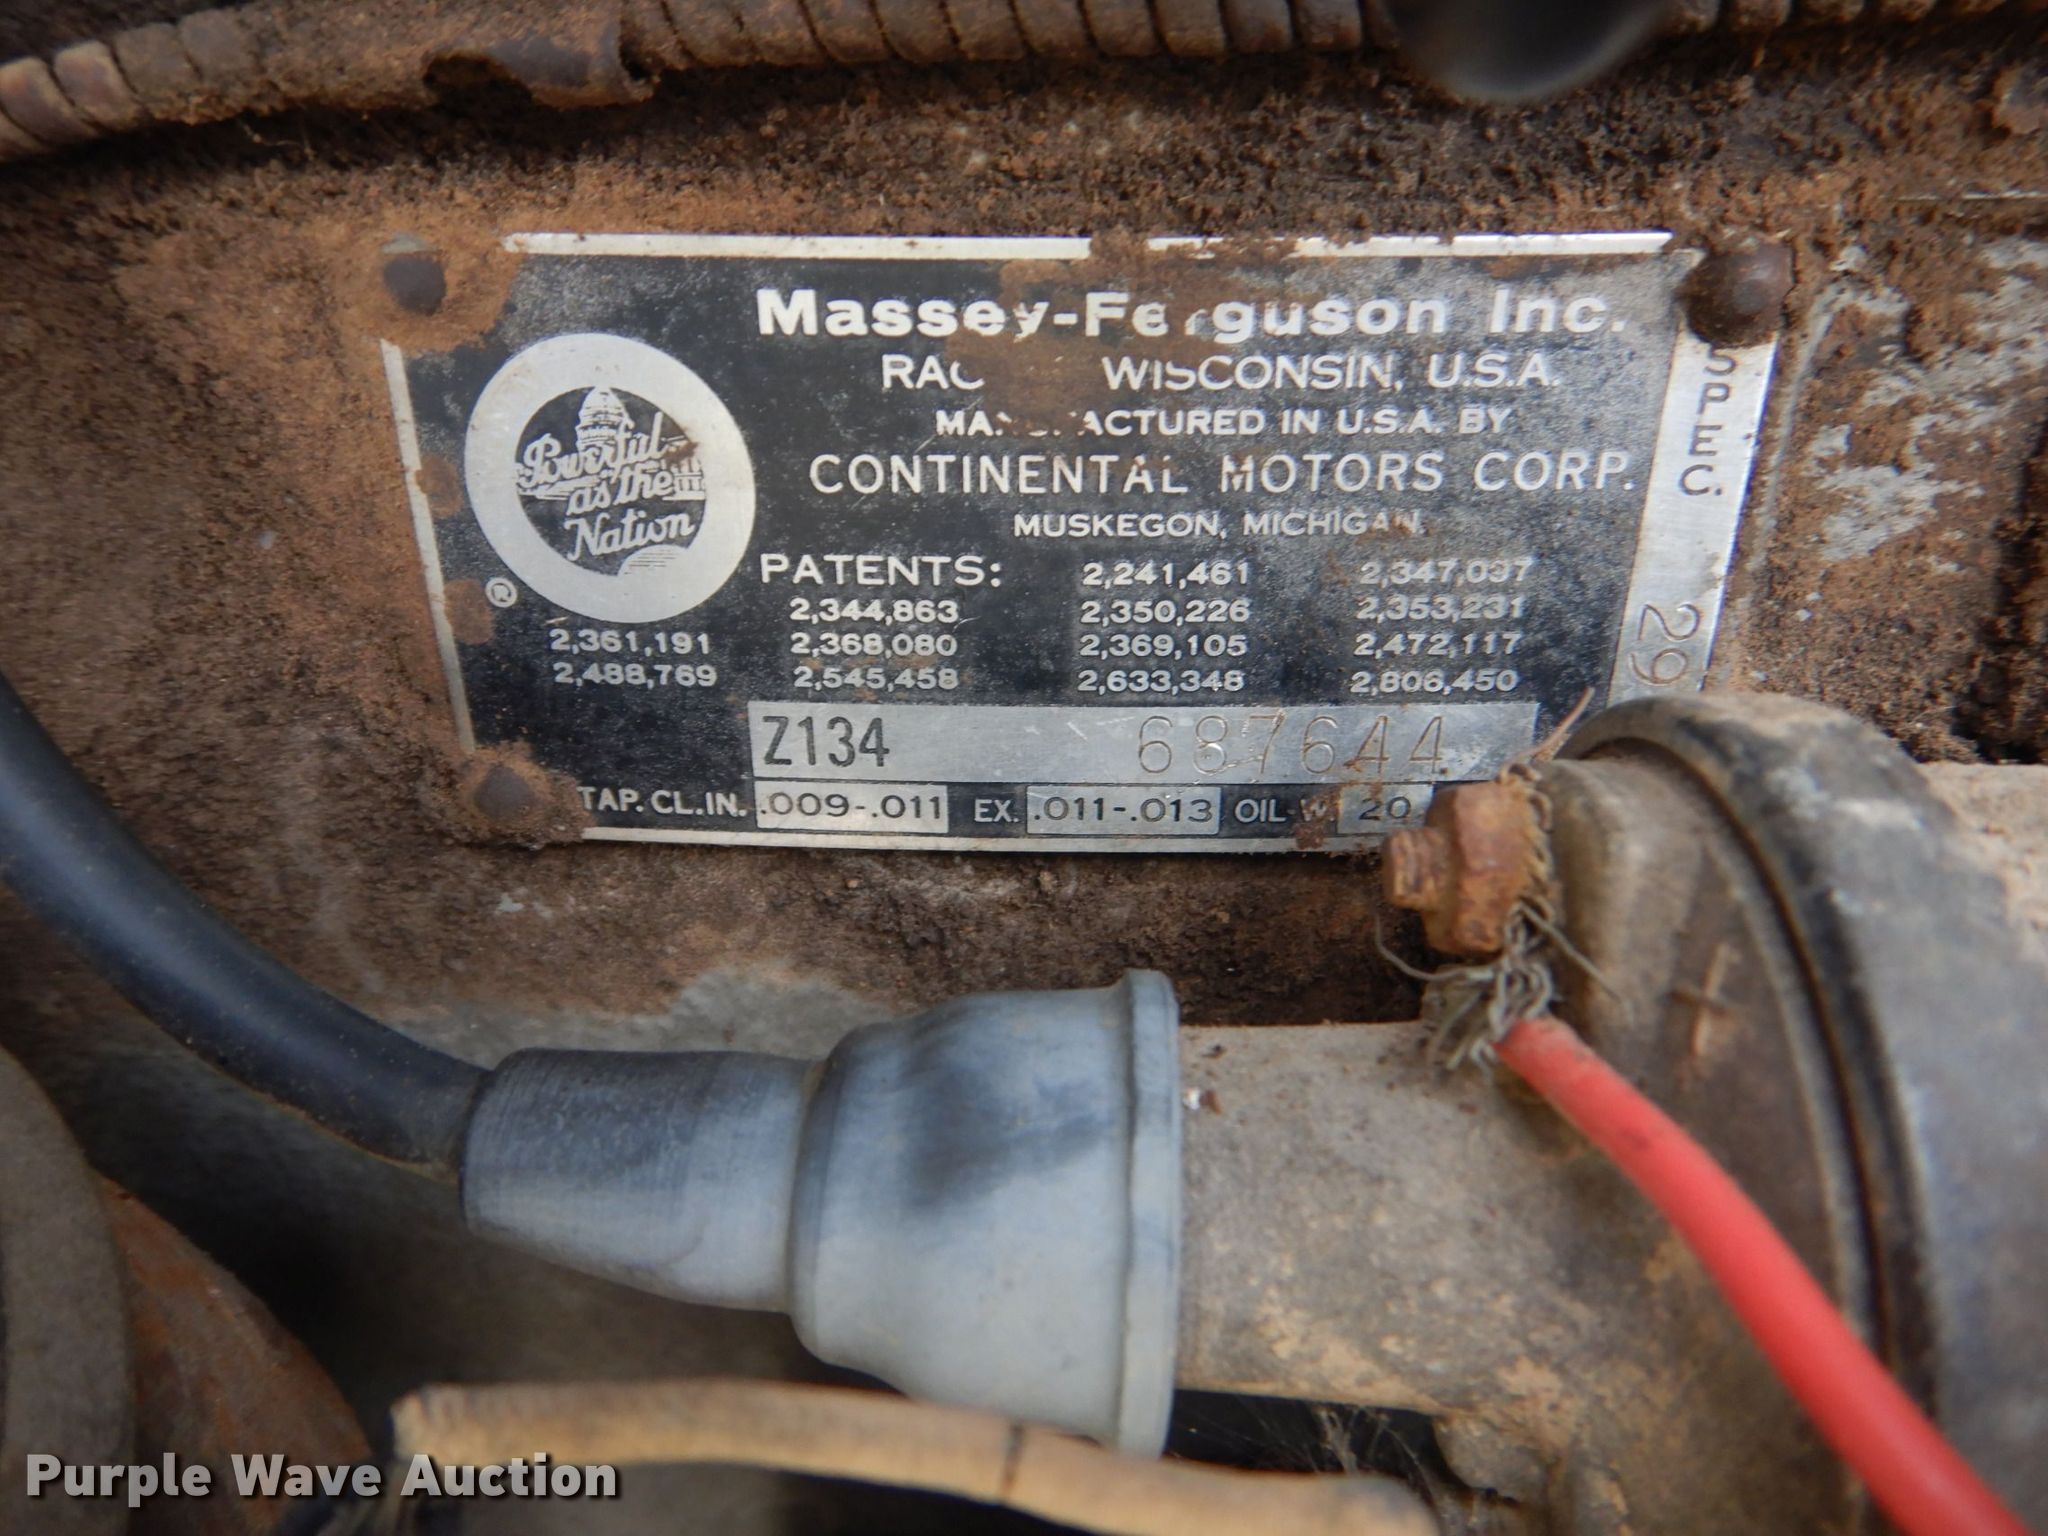 Massey-Ferguson Inc.
WISCONSIN, U.S.A.
MANUFACTURED IN U.S.A. BY
CONTINENTAL MOTORS CORP.
MUSKEGON, MICHIGAN
Powerful
as the
Nation
®
PATENTS: 2,241,461 2,347,037
2,344,863 2,350,226 2,353,231
2,361,191 2,368,080 2,369,105 2,472,117
2,488,769 2,545,458 2,633,348 2,806,450
Z134 687644
TAP. CL. IN. .009-.011 EX. .011-.013 OIL-W. 20
SPEC. 29
Purple Wave Auction